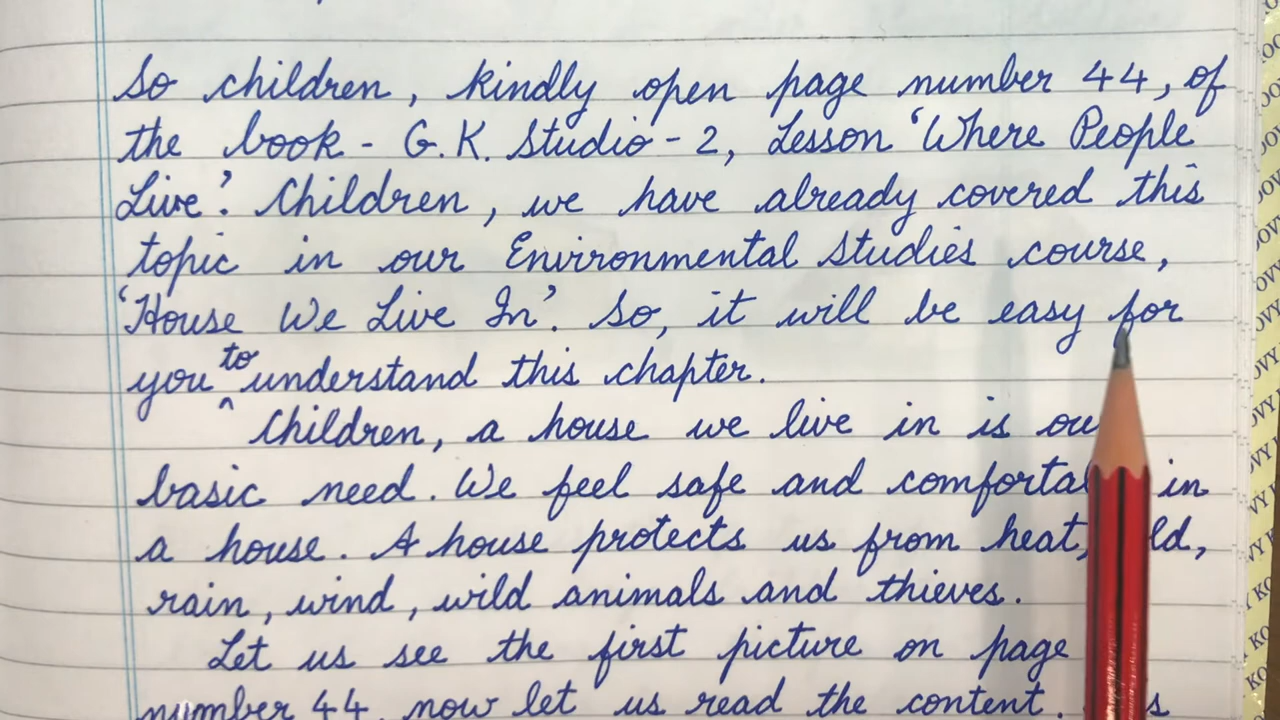 So children, kindly open page number 44, of
the book - G.K. Studio - 2, Lesson 'Where People
Live'. Children, we have already covered this
topic in our Environmental Studies course,
'House We Live In'. So, it will be easy for
you to understand this chapter.
Children, a house we live in is
basic need. We feel safe and in
a house. A house protects us from heat,
rain, wind, wild animals and thieves.
Let us see the first picture on page
number 44, now let us read the content.